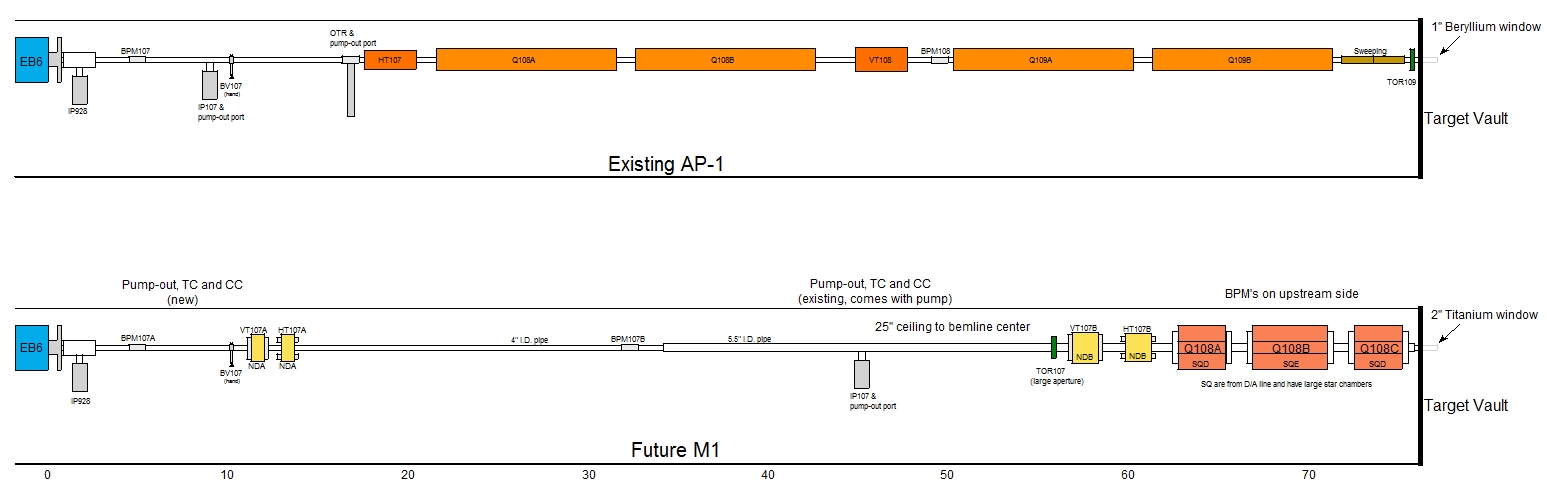 1" Beryllium window
OTR &
pump-out port
BPM107
BPM108
Sweeping
EB6
HT107
Q108A
Q108B
VT108
Q109A
Q109B
TOR109
BV107
(hand)
IP928
IP107 &
pump-out port
Target Vault
Existing AP-1
Pump-out, TC and CC
(new)
Pump-out, TC and CC
(existing, comes with pump)
BPM's on upstream side
2" Titanium window
25" ceiling to bemline center
VT107A
HT107A
VT107B
HT107B
BPM107A
4" I.D. pipe
BPM107B
5.5" I.D. pipe
EB6
Q108A
Q108B
Q108C
NDA
NDA
NDB
NDB
SQD
SQE
SQD
BV107
(hand)
TOR107
(large aperture)
SQ are from D/A line and have large star chambers
IP928
IP107 &
pump-out port
Target Vault
Future M1
0 10 20 30 40 50 60 70